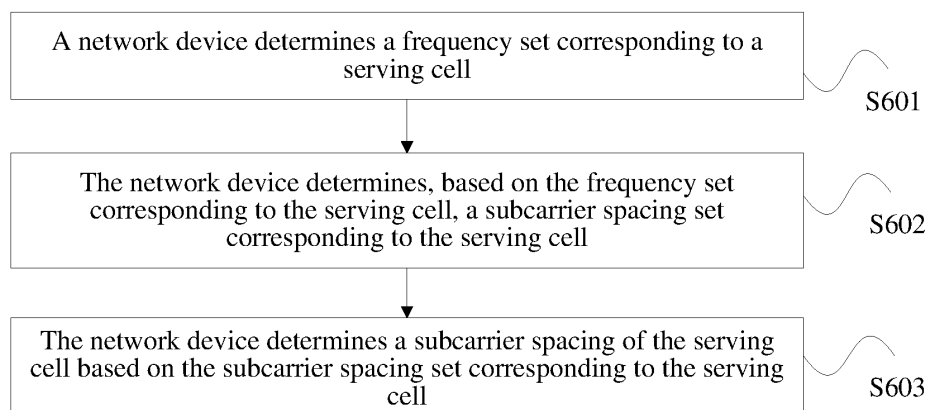 A network device determines a frequency set corresponding to a
serving cell
S601
The network device determines, based on the frequency set
corresponding to the serving cell, a subcarrier spacing set
corresponding to the serving cell
S602
The network device determines a subcarrier spacing of the serving
cell based on the subcarrier spacing set corresponding to the serving
cell
S603